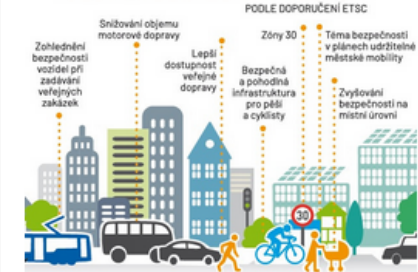 PODLE DOPORUČENÍ ETSC
Zohlednění
bezpečnosti
vozidel při
zadávání
veřejných
zakázek
Snižování objemu
motorové dopravy
Lepší
dostupnost
veřejné
dopravy
Bezpečná
a pohodlná
infrastruktura
pro pěší
a cyklisty
Zóny 30
Téma bezpečnosti
v plánech udržitelné
městské mobility
Zvyšování
bezpečnosti na
místní úrovni
30